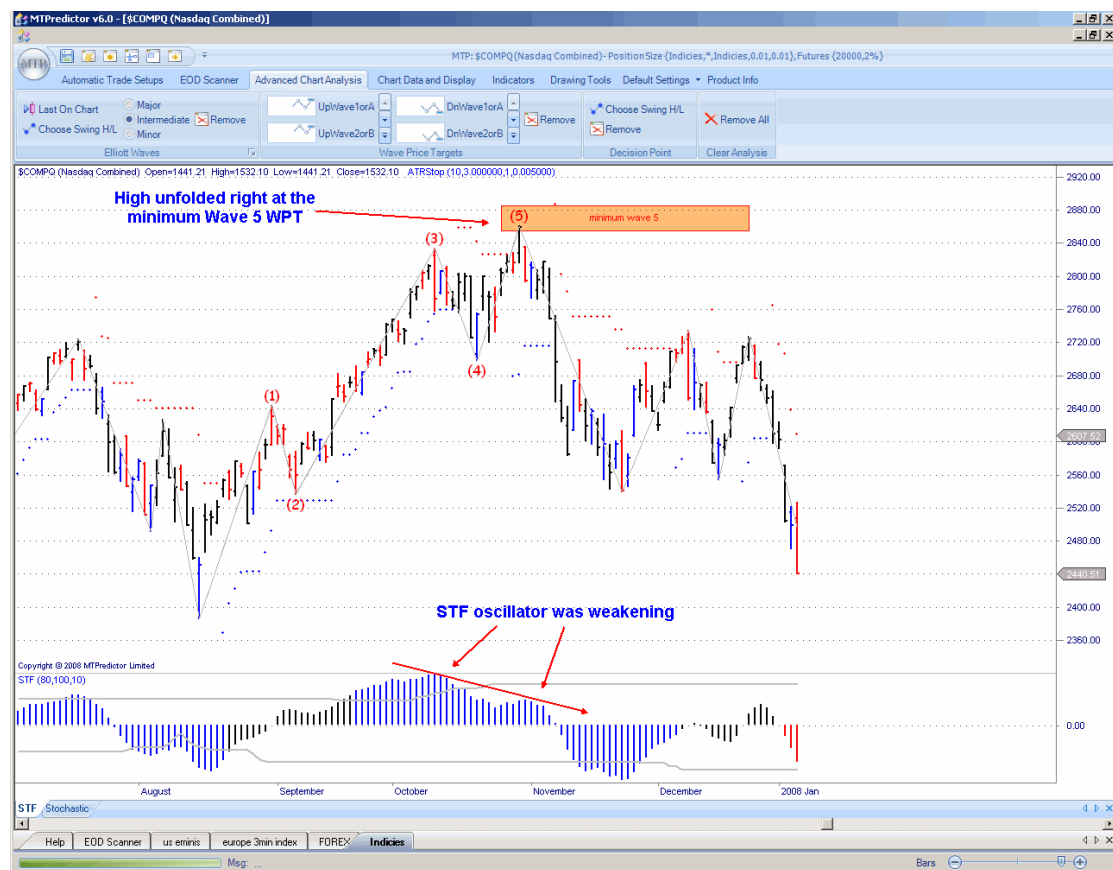 MTPredictor v6.0 - [$COMPQ (Nasdaq Combined)]
MTP
MTP: $COMPQ(Nasdaq Combined)- PositionSize {Indicies,*,Indicies,0.01,0.01},Futures {20000,2%}
Automatic Trade Setups EOD Scanner Advanced Chart Analysis Chart Data and Display Indicators Drawing Tools Default Settings Product Info
Last On Chart
Choose Swing H/L
Major
Intermediate
Minor
Remove
Elliott Waves
UpWave1orA
UpWave2orB
DnWave1orA
DnWave2orB
Remove
Wave Price Targets
Choose Swing H/L
Remove
Decision Point
Remove All
Clear Analysis
$COMPQ (Nasdaq Combined) Open=1441.21 High=1532.10 Low=1441.21 Close=1532.10 ATRStop (10,3.000000,1,0.005000)
High unfolded right at the
minimum Wave 5 WPT
minimum wave 5
(5)
(3)
(4)
(1)
(2)
2920.00
2880.00
2840.00
2800.00
2760.00
2720.00
2680.00
2640.00
2607.52
2600.00
2560.00
2520.00
2480.00
2440.51
2400.00
2360.00
STF oscillator was weakening
Copyright @ 2008 MTPredictor Limited
STF (80,100,10)
0.00
August September October November December 2008 Jan
STF Stochastic
Help EOD Scanner us eminis europe 3min index FOREX Indicies
Msg: ...
Bars